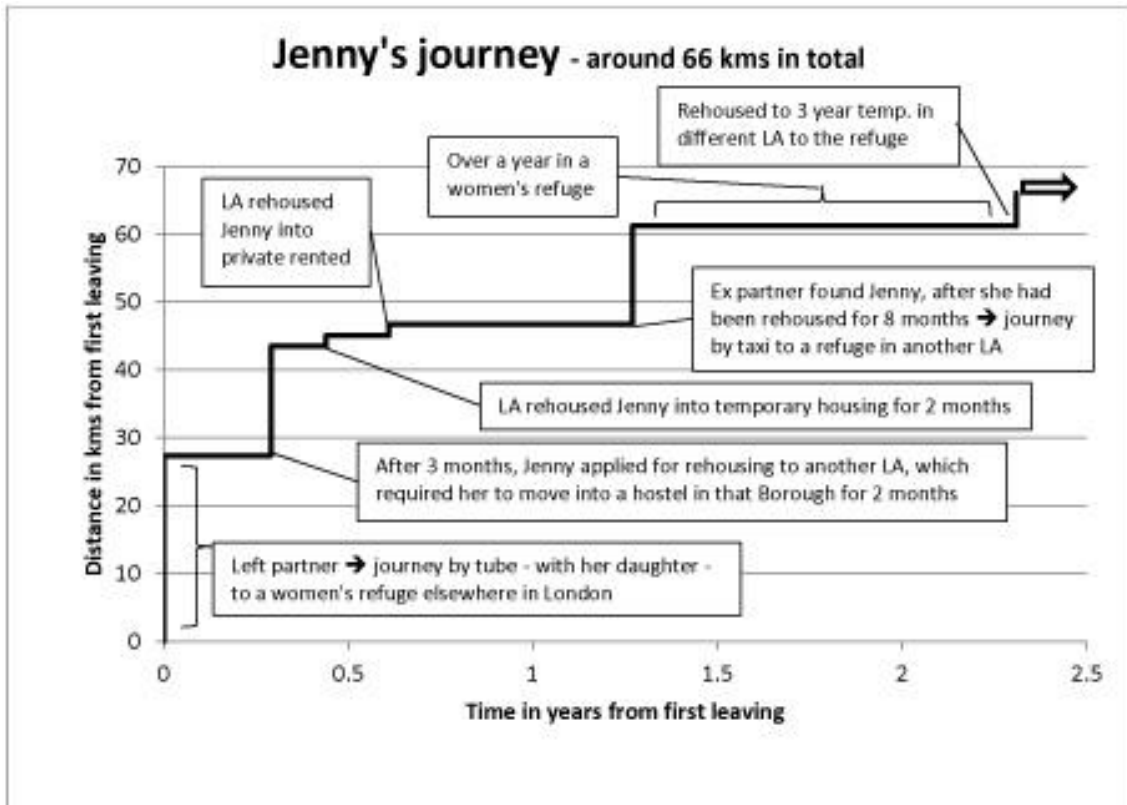 Jenny's journey - around 66 kms in total
Rehoused to 3 year temp. in
different LA to the refuge
Over a year in a
women's refuge
LA rehoused
Jenny into
private rented
Ex partner found Jenny, after she had
been rehoused for 8 months ➔ journey
by taxi to a refuge in another LA
LA rehoused Jenny into temporary housing for 2 months
After 3 months, Jenny applied for rehousing to another LA, which
required her to move into a hostel in that Borough for 2 months
Left partner ➔ journey by tube - with her daughter -
to a women's refuge elsewhere in London
Distance in kms from first leaving
70
60
50
40
30
20
10
0
0 0.5 1 1.5 2 2.5
Time in years from first leaving